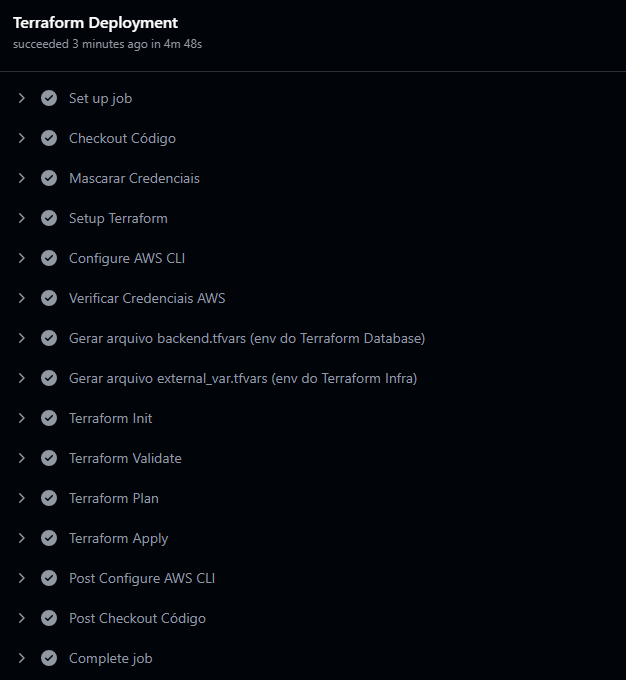 Terraform Deployment
succeeded 3 minutes ago in 4m 48s
Set up job
Checkout Código
Mascarar Credenciais
Setup Terraform
Configure AWS CLI
Verificar Credenciais AWS
Gerar arquivo backend.tfvars (env do Terraform Database)
Gerar arquivo external_var.tfvars (env do Terraform Infra)
Terraform Init
Terraform Validate
Terraform Plan
Terraform Apply
Post Configure AWS CLI
Post Checkout Código
Complete job